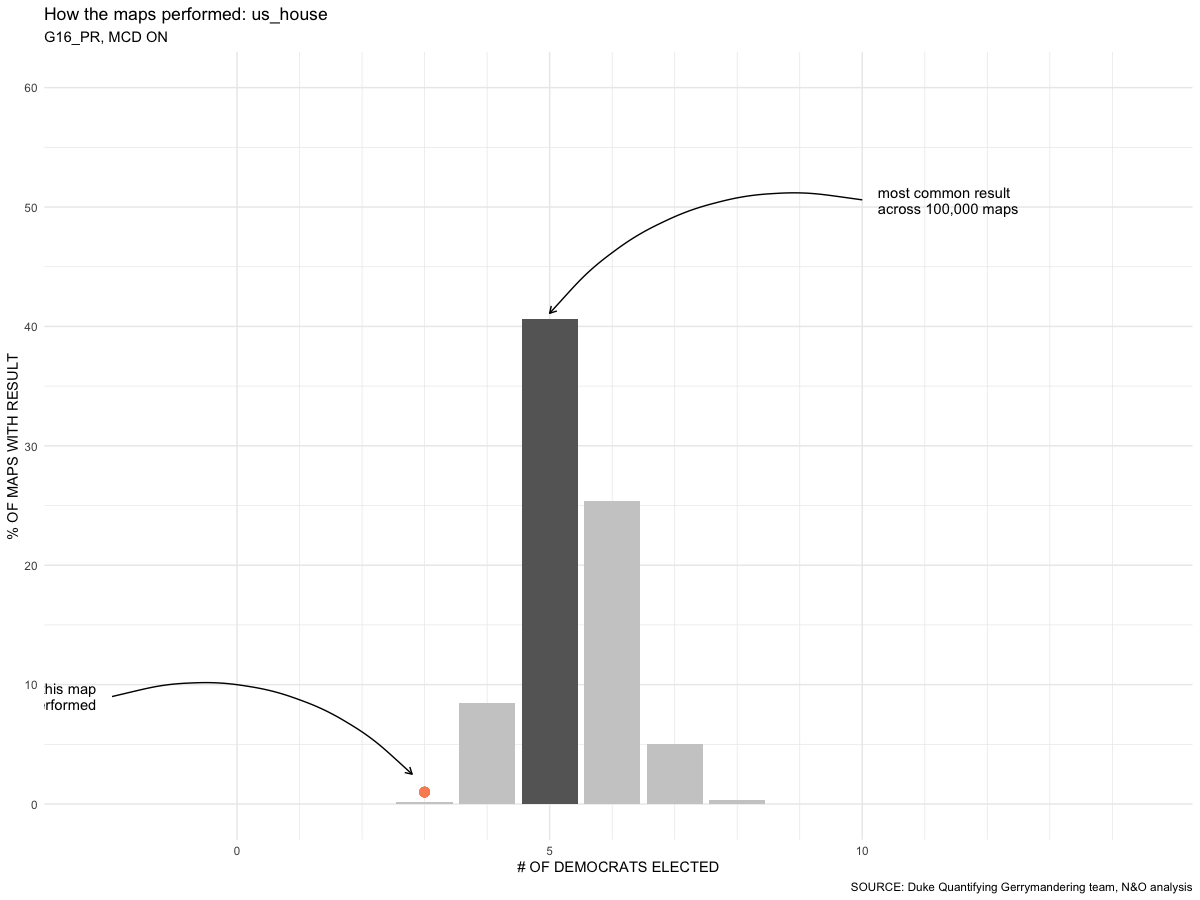 How the maps performed: us_house
G16_PR, MCD ON
60
50
40
30
20
10
0
% OF MAPS WITH RESULT
most common result
across 100,000 maps
his map
rformed
0
5
10
# OF DEMOCRATS ELECTED
SOURCE: Duke Quantifying Gerrymandering team, N&O analysis